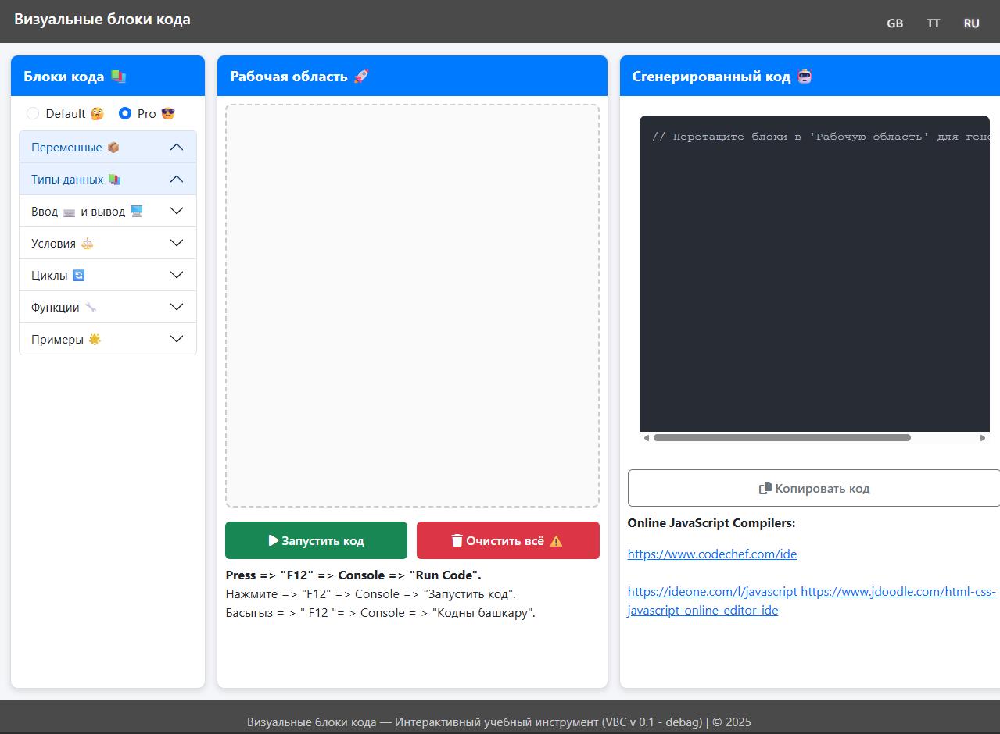 Визуальные блоки кода
GB TT RU
Блоки кода
Default Pro
Переменные
Типы данных
Ввод и вывод
Условия
Циклы
Функции
Примеры
Рабочая область
Запустить код
Очистить всё
Press => "F12" => Console => "Run Code".
Нажмите => "F12" => Console => "Запустить код".
Басыгыз = > " F12 "= > Console = > "Кодны башкару".
Сгенерированный код
// Перетащите блоки в 'Рабочую область' для гене
Копировать код
Online JavaScript Compilers:
https://www.codechef.com/ide
https://ideone.com/l/javascript https://www.jdoodle.com/html-css-
javascript-online-editor-ide
Визуальные блоки кода — Интерактивный учебный инструмент (VBC v 0.1 - debag) | © 2025